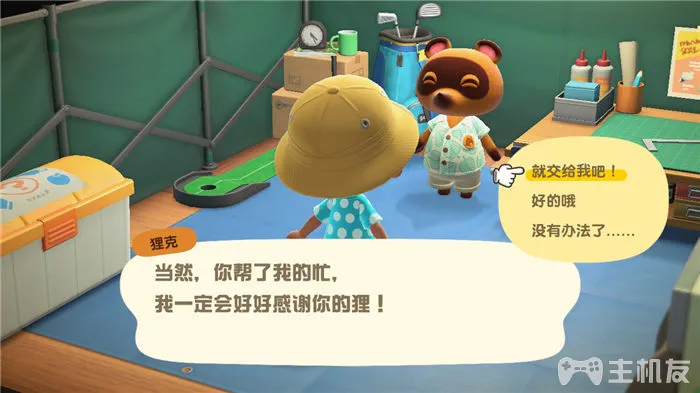 狸克
当然，你帮了我的忙，
我一定会好好感谢你的狸！
就交给我吧！
好的哦
没有办法了……
主机友